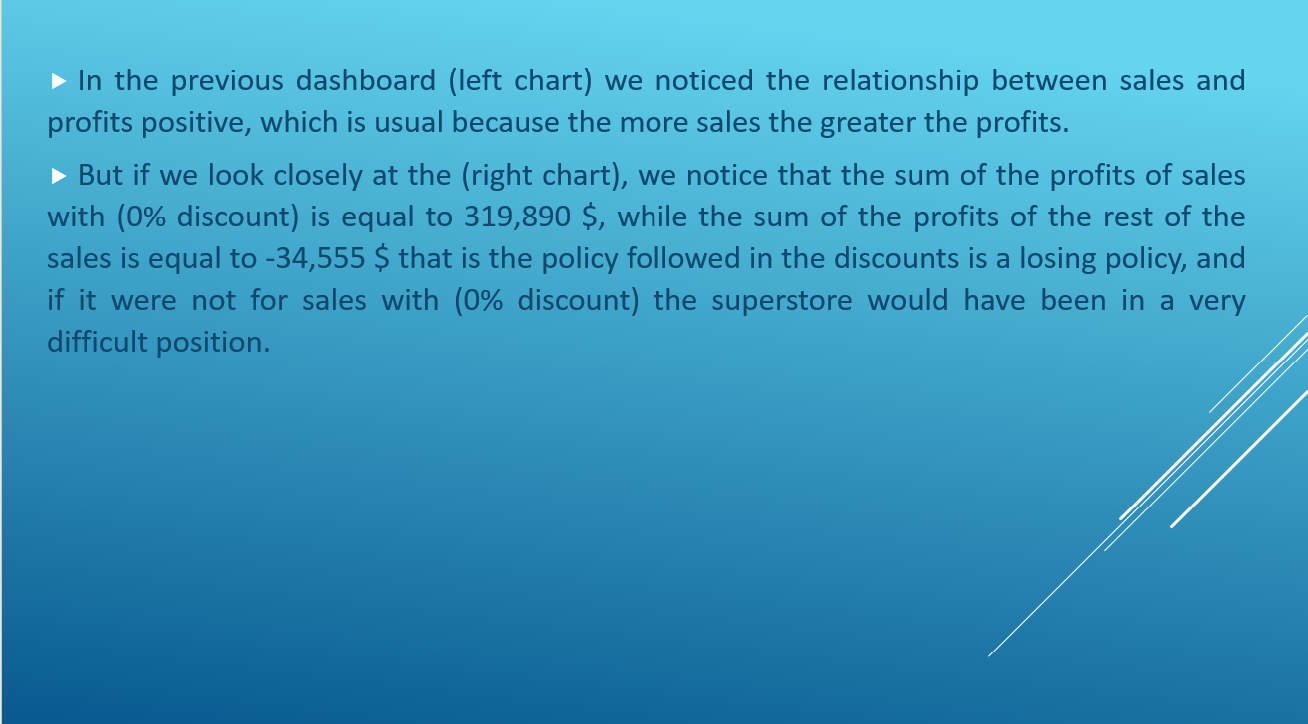 In the previous dashboard (left chart) we noticed the relationship between sales and
profits positive, which is usual because the more sales the greater the profits.
But if we look closely at the (right chart), we notice that the sum of the profits of sales
with (0% discount) is equal to 319,890 $, while the sum of the profits of the rest of the
sales is equal to -34,555 $ that is the policy followed in the discounts is a losing policy, and
if it were not for sales with (0% discount) the superstore would have been in a very
difficult position.